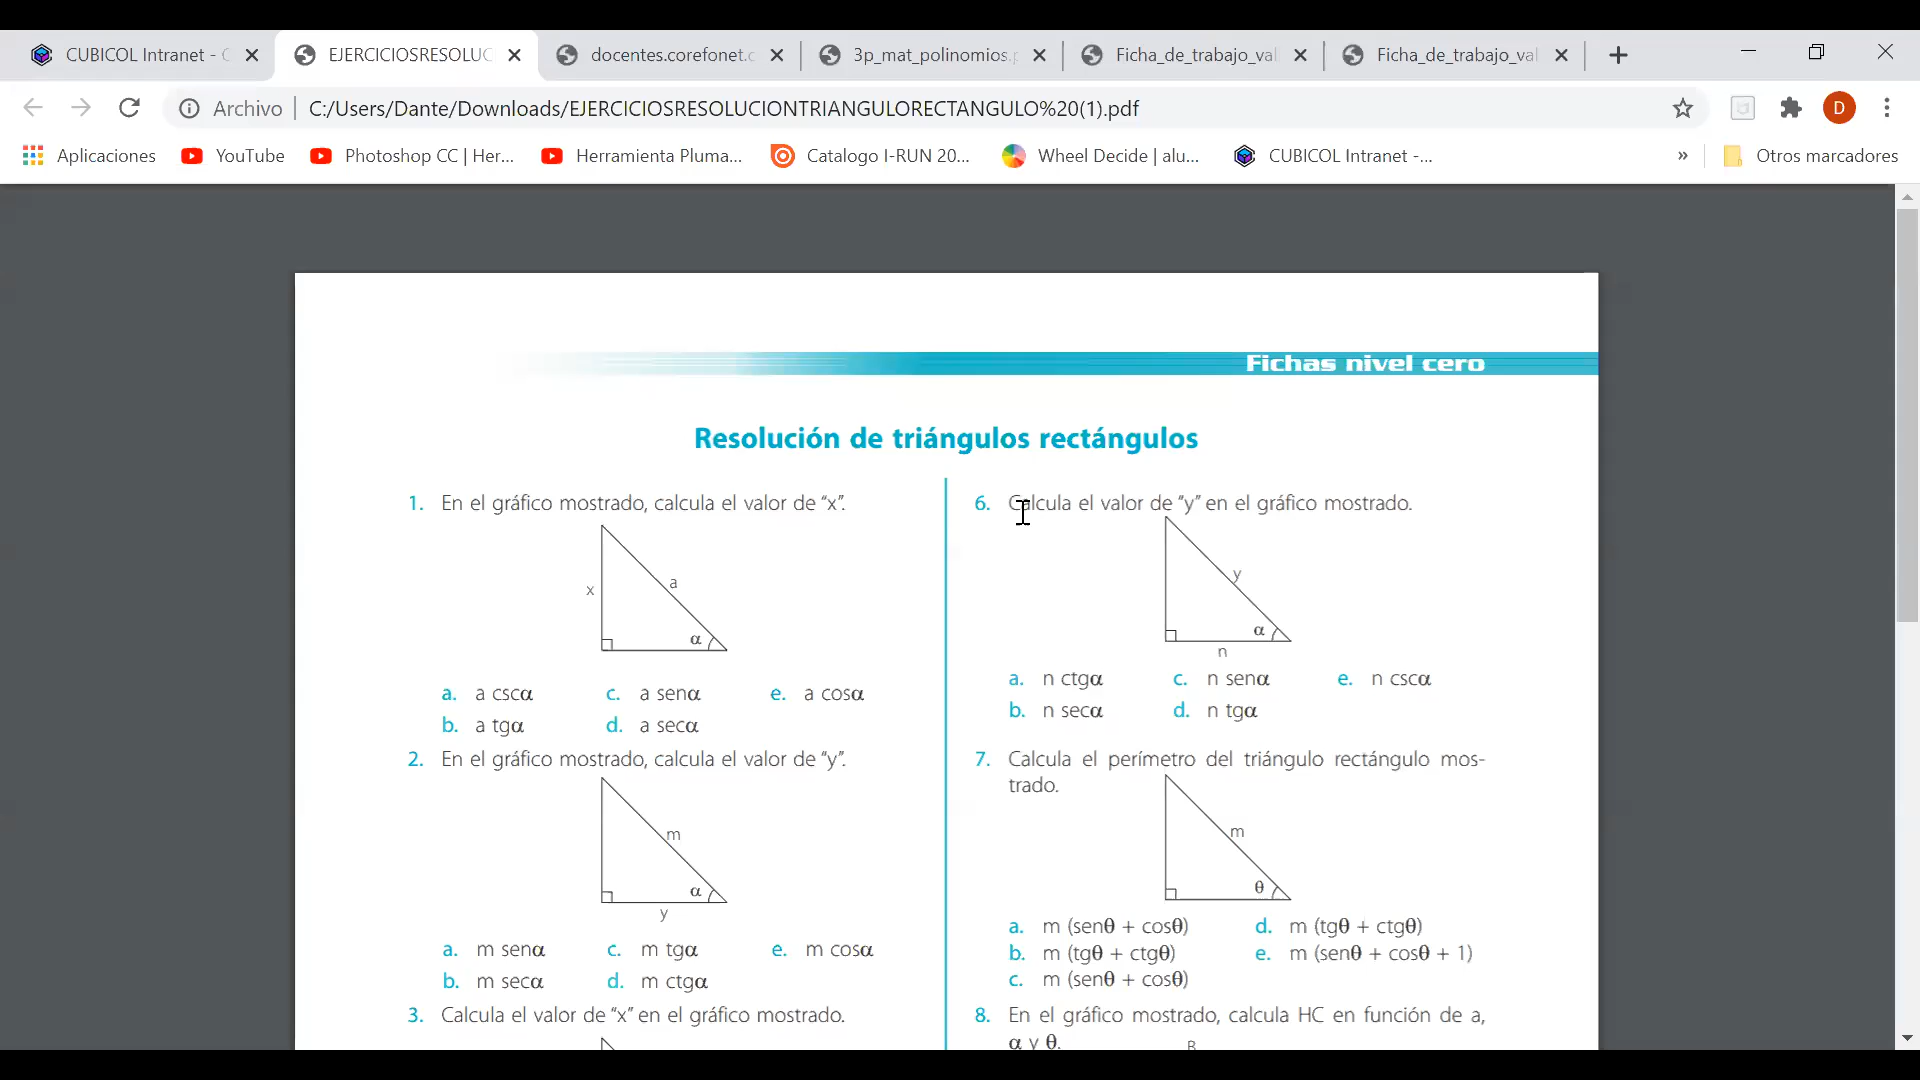 CUBICOL Intranet -
EJERCICIOSRESOLUC
docentes.corefonet.c
3p_mat_polinomios.p
Ficha_de_trabajo_val
Ficha_de_trabajo_val
Archivo
C:/Users/Dante/Downloads/EJERCICIOSRESOLUCIONTRIANGULORECTANGULO%20(1).pdf
D
Aplicaciones
YouTube
Photoshop CC | Her...
Herramienta Pluma...
Catalogo I-RUN 20...
Wheel Decide | alu...
CUBICOL Intranet -...
»
Otros marcadores
Fichas nivel cero
Resolución de triángulos rectángulos
1. En el gráfico mostrado, calcula el valor de “x”.
x
a
α
a. a cscα c. a senα e. a cosα
b. a tgα d. a secα
2. En el gráfico mostrado, calcula el valor de “y”.
m
α
y
a. m senα c. m tgα e. m cosα
b. m secα d. m ctgα
3. Calcula el valor de “x” en el gráfico mostrado.
6. Calcula el valor de “y” en el gráfico mostrado.
y
α
n
a. n ctgα c. n senα e. n cscα
b. n secα d. n tgα
7. Calcula el perímetro del triángulo rectángulo mos-
trado.
m
θ
a. m (senθ + cosθ) d. m (tgθ + ctgθ)
b. m (tgθ + ctgθ) e. m (senθ + cosθ + 1)
c. m (senθ + cosθ)
8. En el gráfico mostrado, calcula HC en función de a,
α y θ.
B